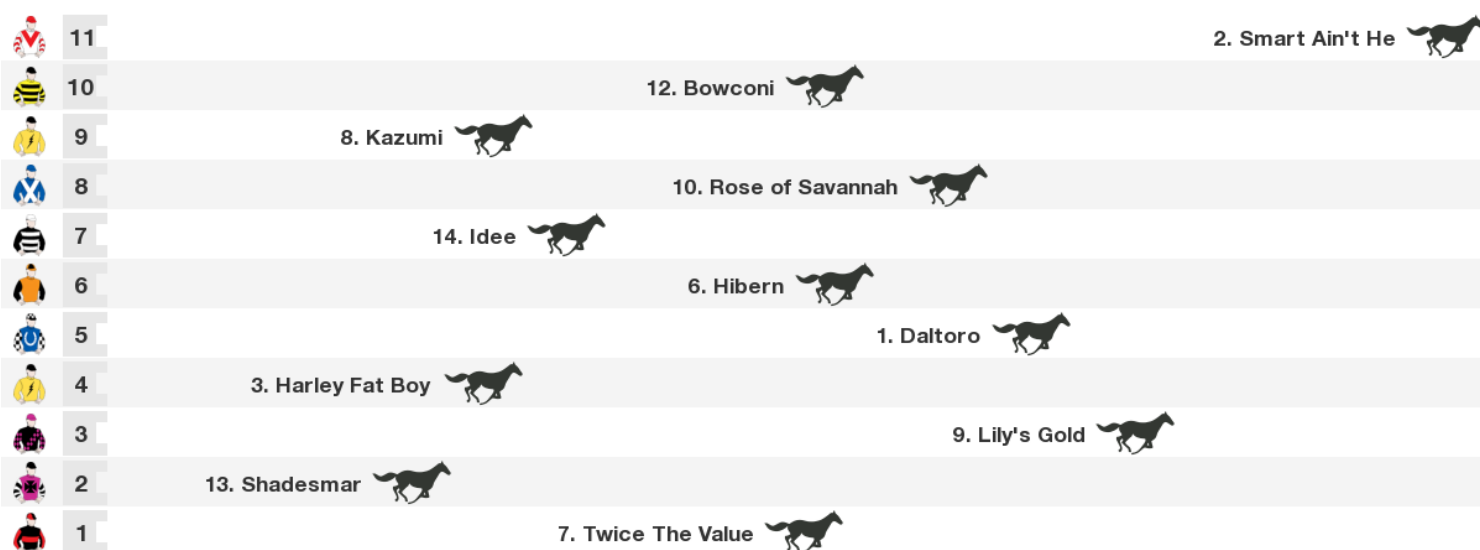 11 2. Smart Ain't He
10 12. Bowconi
9 8. Kazumi
8 10. Rose of Savannah
7 14. Idee
6 6. Hibern
5 1. Daltoro
4 3. Harley Fat Boy
3 9. Lily's Gold
2 13. Shadesmar
1 7. Twice The Value